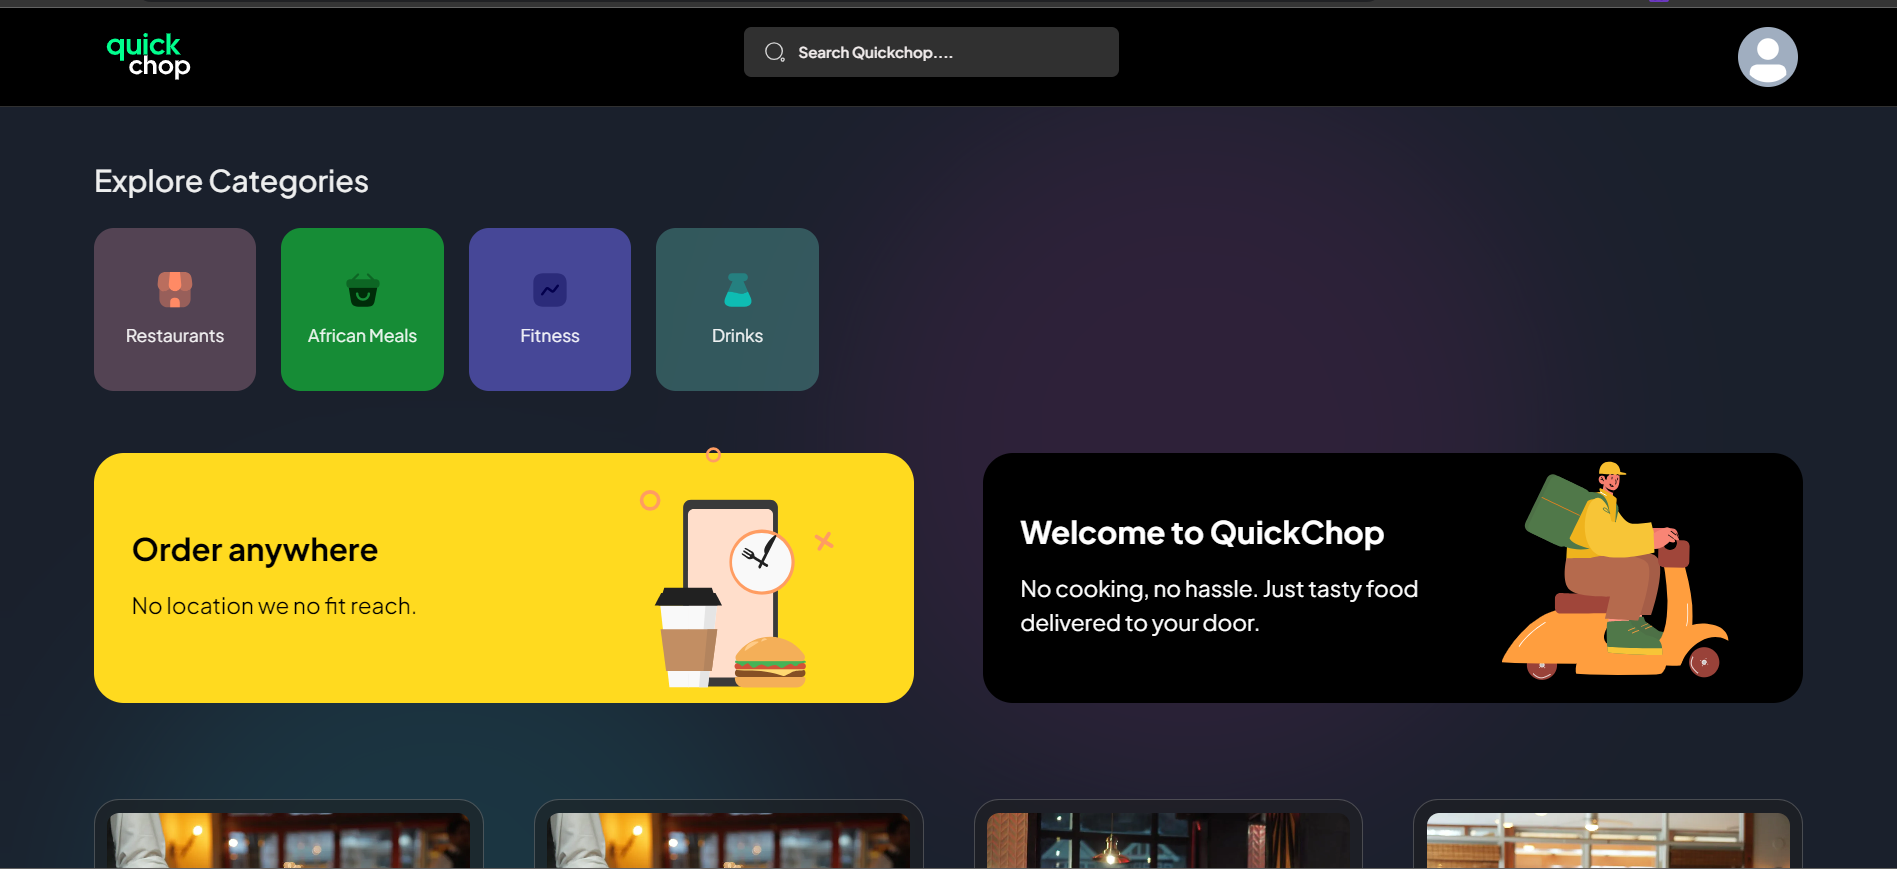 quick
chop
Search Quickchop....
Explore Categories
Restaurants
African Meals
Fitness
Drinks
Order anywhere
No location we no fit reach.
Welcome to QuickChop
No cooking, no hassle. Just tasty food
delivered to your door.